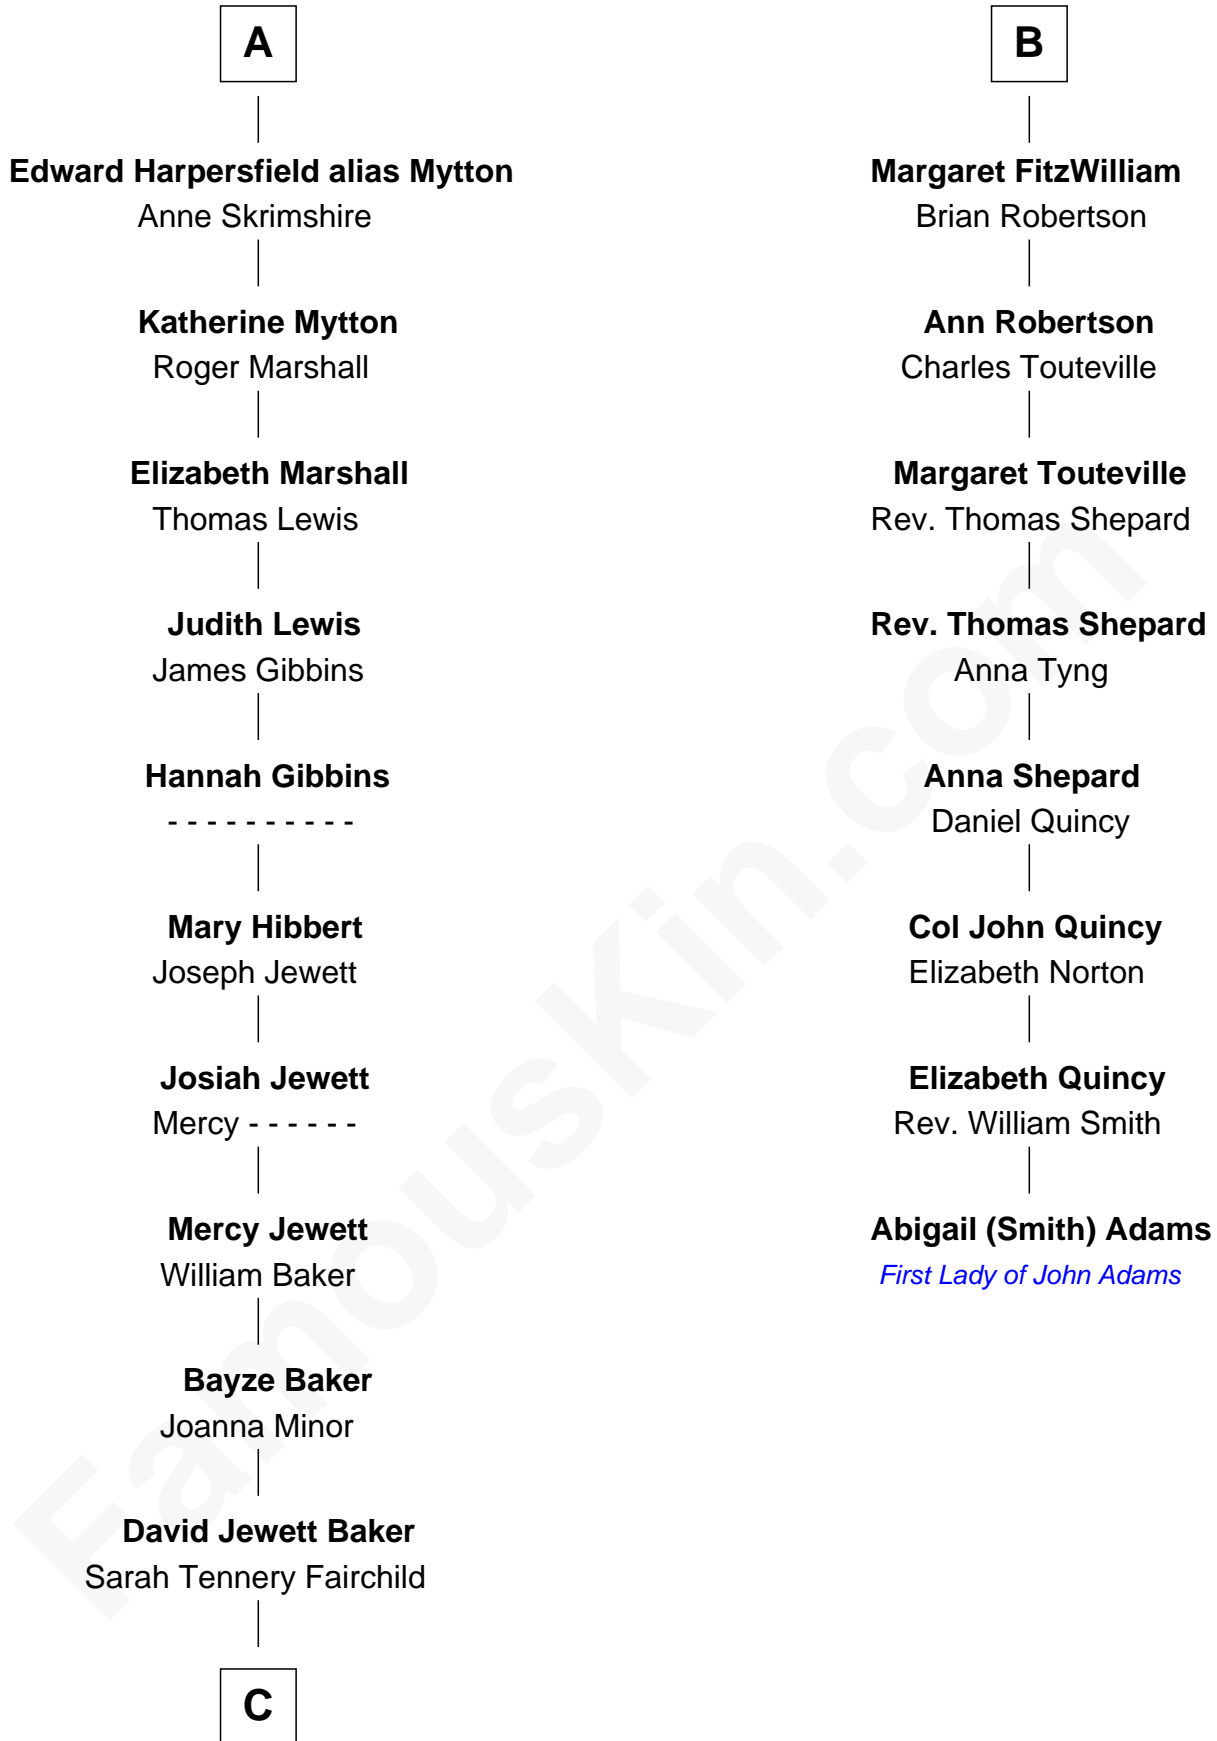 A
Edward Harpersfield alias Mytton
Anne Skrimshire
Katherine Mytton
Roger Marshall
Elizabeth Marshall
Thomas Lewis
Judith Lewis
James Gibbins
Hannah Gibbins
- - - - - - - - - -
Mary Hibbert
Joseph Jewett
Josiah Jewett
Mercy - - - - - -
Mercy Jewett
William Baker
Bayze Baker
Joanna Minor
David Jewett Baker
Sarah Tennery Fairchild
C
B
Margaret FitzWilliam
Brian Robertson
Ann Robertson
Charles Touteville
Margaret Touteville
Rev. Thomas Shepard
Rev. Thomas Shepard
Anna Tyng
Anna Shepard
Daniel Quincy
Col John Quincy
Elizabeth Norton
Elizabeth Quincy
Rev. William Smith
Abigail (Smith) Adams
First Lady of John Adams
FamousKin.com